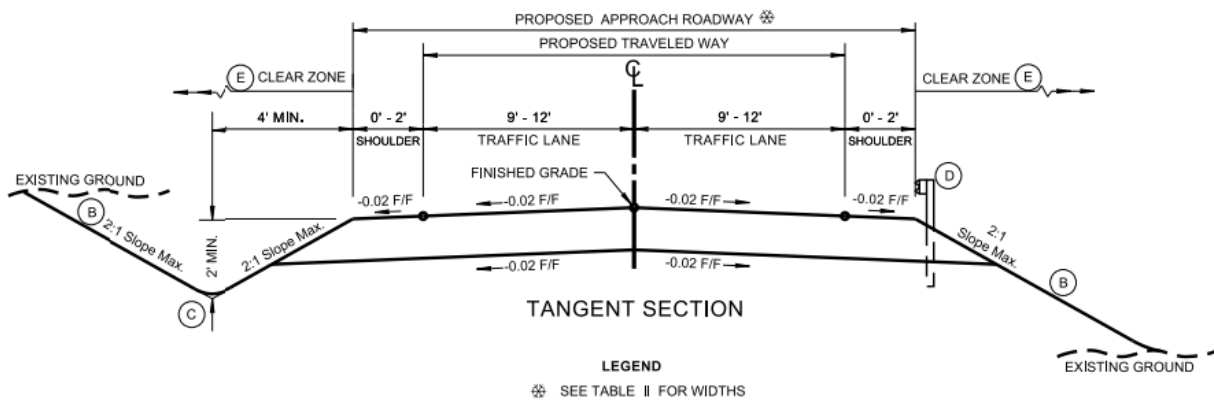 PROPOSED APPROACH ROADWAY ❊
PROPOSED TRAVELED WAY
E CLEAR ZONE
℄
CLEAR ZONE E
4' MIN.
0' - 2'
9' - 12'
9' - 12'
0' - 2'
SHOULDER
TRAFFIC LANE
TRAFFIC LANE
SHOULDER
EXISTING GROUND
FINISHED GRADE
D
-0.02 F/F
-0.02 F/F
-0.02 F/F
-0.02 F/F
B
2:1 Slope Max.
2' MIN.
2:1 Slope Max.
2:1
Slope Max.
-0.02 F/F
-0.02 F/F
B
C
TANGENT SECTION
EXISTING GROUND
LEGEND
❊ SEE TABLE II FOR WIDTHS